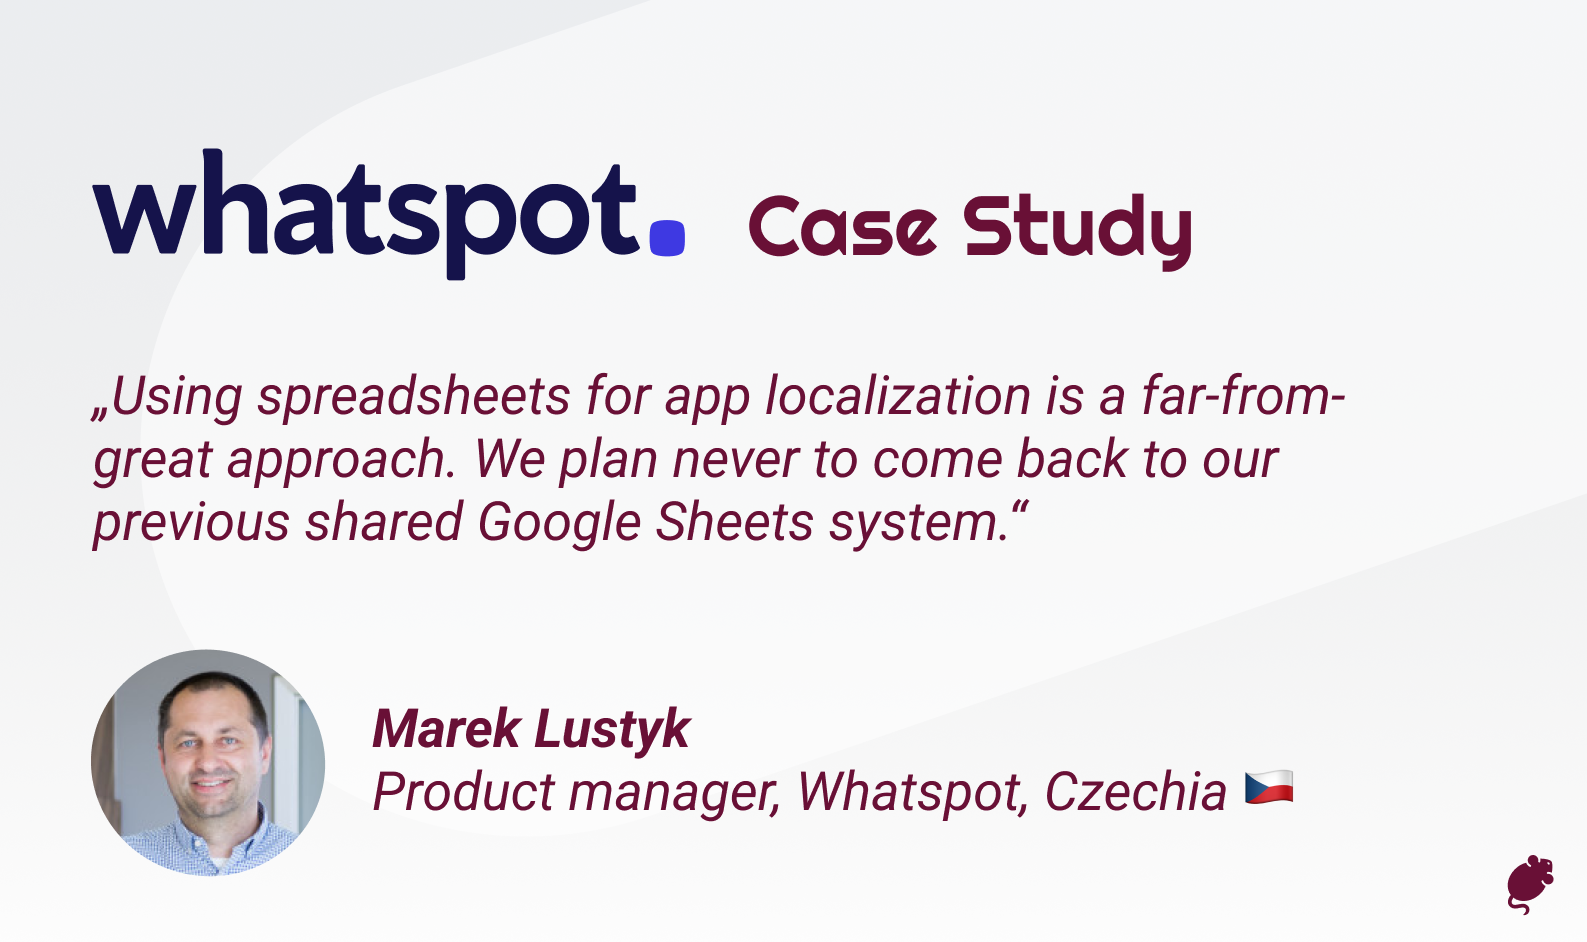 whatspot. Case Study
„Using spreadsheets for app localization is a far-from-
great approach. We plan never to come back to our
previous shared Google Sheets system.“
Marek Lustyk
Product manager, Whatspot, Czechia 🇨🇿